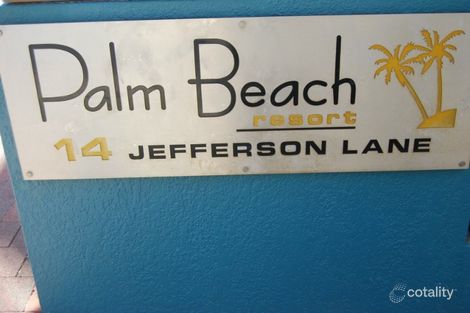 Palm Beach
resort
14 JEFFERSON LANE
cotality